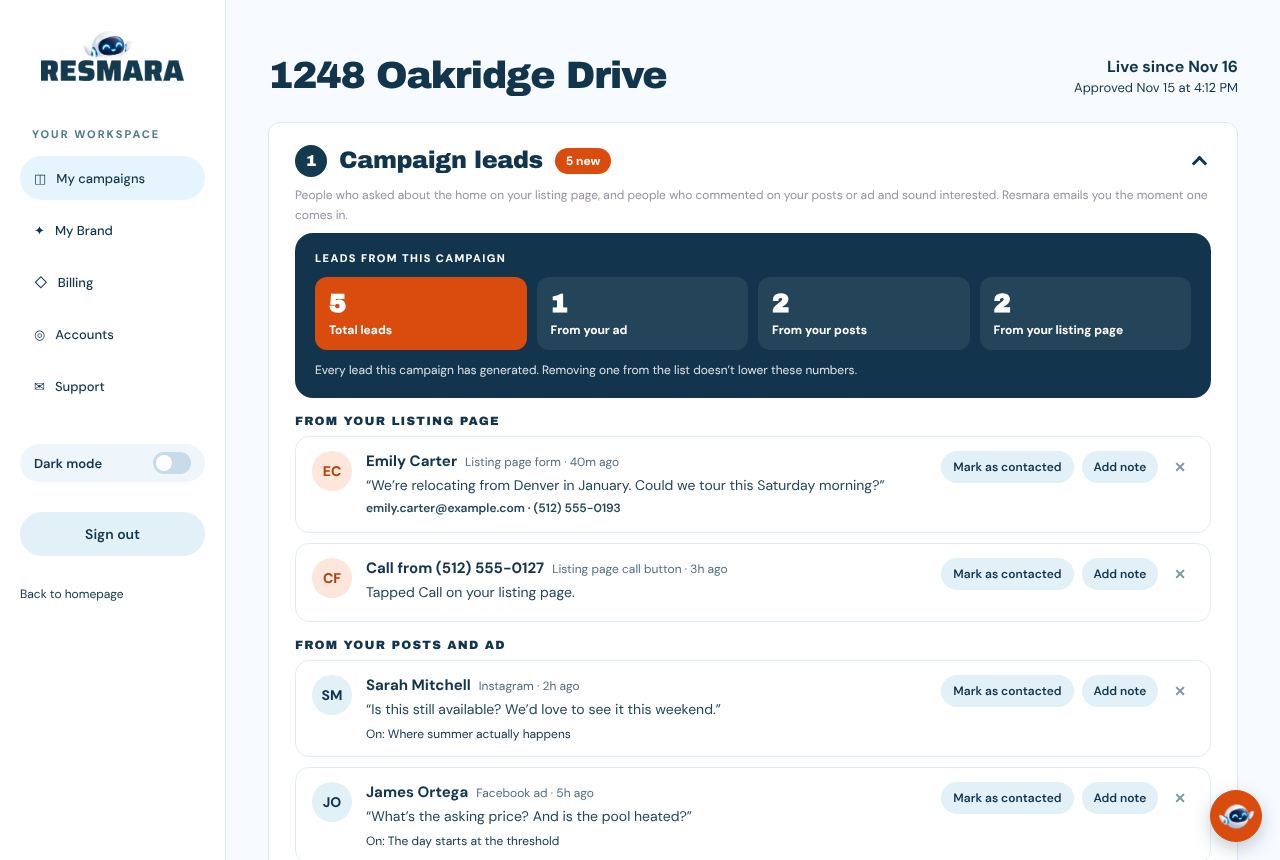 RESMARA
YOUR WORKSPACE
My campaigns
My Brand
Billing
Accounts
Support
Dark mode
Sign out
Back to homepage
1248 Oakridge Drive
Live since Nov 16
Approved Nov 15 at 4:12 PM
1 Campaign leads 5 new
People who asked about the home on your listing page, and people who commented on your posts or ad and sound interested. Resmara emails you the moment one
comes in.
LEADS FROM THIS CAMPAIGN
5
Total leads
1
From your ad
2
From your posts
2
From your listing page
Every lead this campaign has generated. Removing one from the list doesn’t lower these numbers.
FROM YOUR LISTING PAGE
EC
Emily Carter Listing page form · 40m ago
“We’re relocating from Denver in January. Could we tour this Saturday morning?”
emily.carter@example.com · (512) 555-0193
Mark as contacted Add note ✕
CF
Call from (512) 555-0127 Listing page call button · 3h ago
Tapped Call on your listing page.
Mark as contacted Add note ✕
FROM YOUR POSTS AND AD
SM
Sarah Mitchell Instagram · 2h ago
“Is this still available? We’d love to see it this weekend.”
On: Where summer actually happens
Mark as contacted Add note ✕
JO
James Ortega Facebook ad · 5h ago
“What’s the asking price? And is the pool heated?”
On: The day starts at the threshold
Mark as contacted Add note ✕